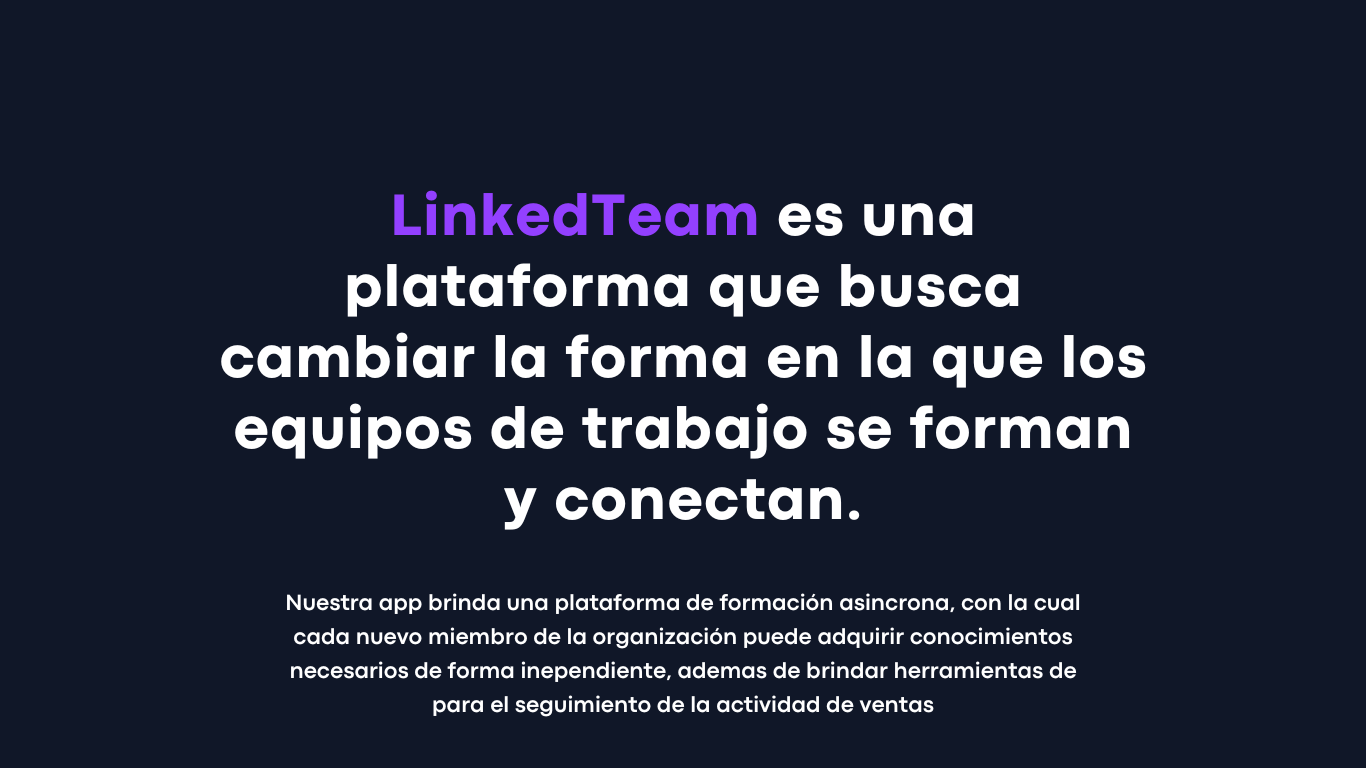 LinkedTeam es una
plataforma que busca
cambiar la forma en la que los
equipos de trabajo se forman
y conectan.
Nuestra app brinda una plataforma de formación asincrona, con la cual
cada nuevo miembro de la organización puede adquirir conocimientos
necesarios de forma inependiente, ademas de brindar herramientas de
para el seguimiento de la actividad de ventas